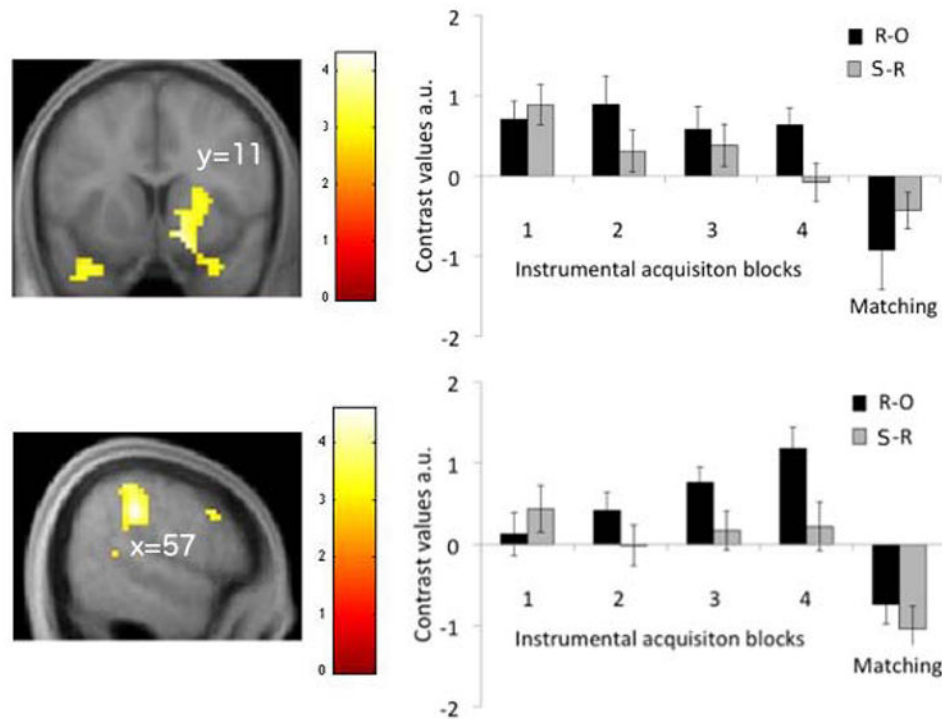 y=11
4
3
2
1
0
Contrast values a.u.
2
1
0
-1
-2
R-O
S-R
1 2 3 4
Instrumental acquisiton blocks
Matching
x=57
4
3
2
1
0
Contrast values a.u.
2
1
0
-1
-2
R-O
S-R
1 2 3 4
Instrumental acquisiton blocks
Matching